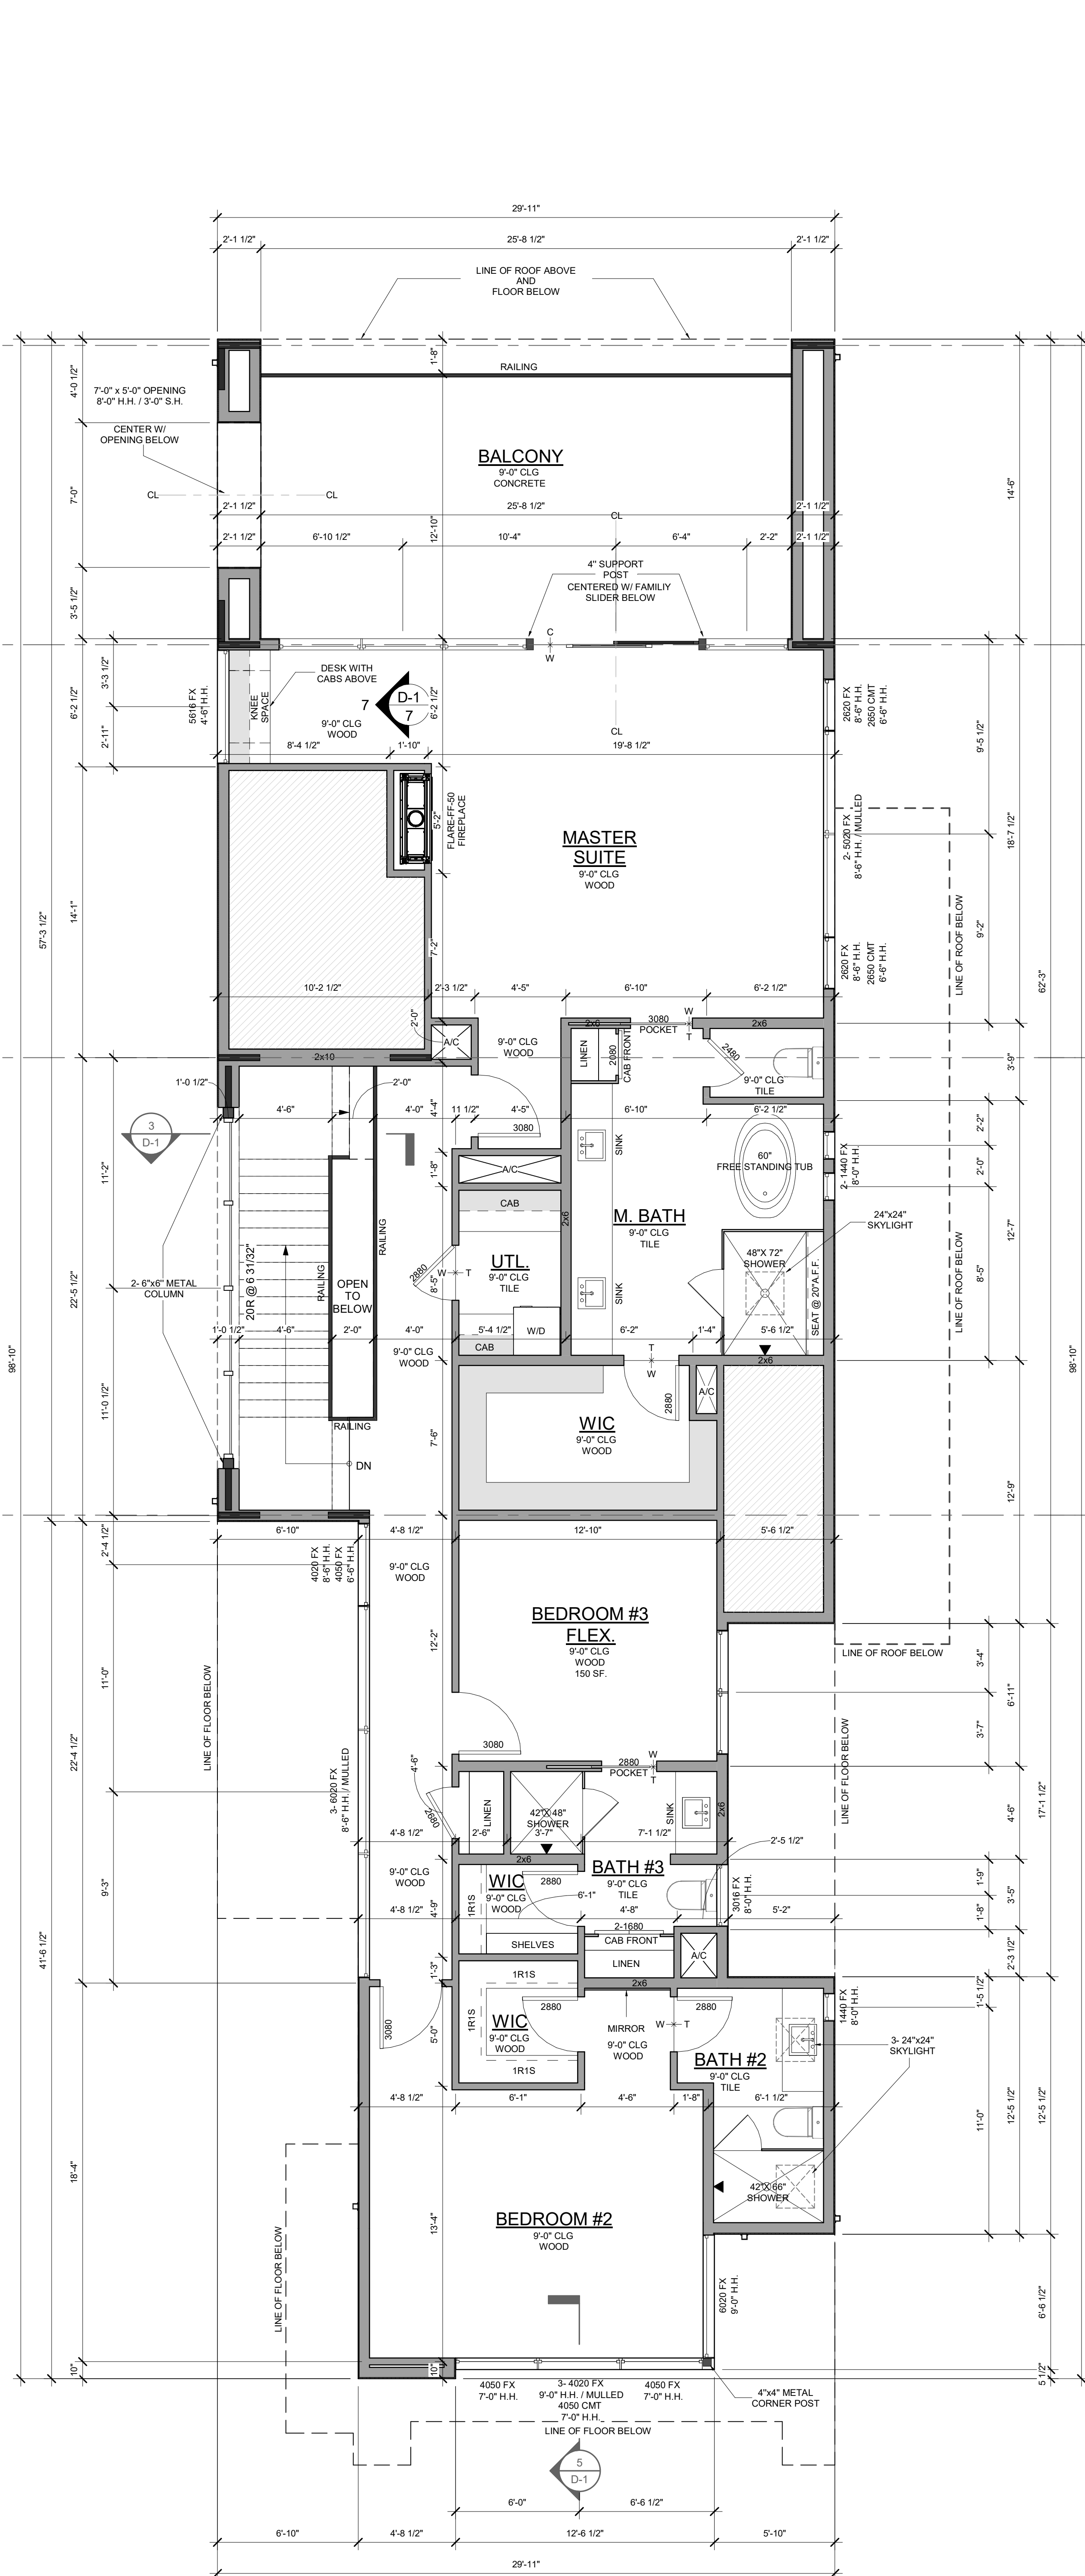 29'-11"
2'-1 1/2"
25'-8 1/2"
2'-1 1/2"
LINE OF ROOF ABOVE
AND
FLOOR BELOW
1'-8"
RAILING
4'-0 1/2"
7'-0" x 5'-0" OPENING
8'-0" H.H. / 3'-0" S.H.
CENTER W/
OPENING BELOW
BALCONY
9'-0" CLG
CONCRETE
CL
CL
7'-0"
14'-6"
2'-1 1/2"
25'-8 1/2"
2'-1 1/2"
CL
12'-10"
2'-1 1/2"
6'-10 1/2"
10'-4"
6'-4"
2'-2"
2'-1 1/2"
4" SUPPORT
POST
CENTERED W/ FAMILIY
SLIDER BELOW
3'-5 1/2"
C
W
3'-3 1/2"
6'-2 1/2"
2'-11"
5616 FX
4'-6" H.H.
KNEE
SPACE
DESK WITH
CABS ABOVE
7
D-1
7
6'-2 1/2"
9'-0" CLG
WOOD
CL
8'-4 1/2"
1'-10"
19'-8 1/2"
2620 FX
8'-6" H.H.
2650 CMT
6'-6" H.H.
9'-5 1/2"
5'-2"
FLARE-FF-50
FIREPLACE
MASTER
SUITE
9'-0" CLG
WOOD
2- 5020 FX
8'-6" H.H. / MULLED
18'-7 1/2"
57'-3 1/2"
14'-1"
7'-2"
2620 FX
8'-6" H.H.
2650 CMT
6'-6" H.H.
9'-2"
LINE OF ROOF BELOW
62'-3"
10'-2 1/2"
2'-3 1/2"
4'-5"
6'-10"
6'-2 1/2"
2'-0"
A/C
9'-0" CLG
WOOD
2x6
3080
POCKET
W
T
2x6
LINEN
2080
CAB FRONT
2480
9'-0" CLG
TILE
3'-9"
2x10
1'-0 1/2"
2'-0"
4'-6"
4'-0"
4'-4"
11 1/2"
4'-5"
6'-10"
6'-2 1/2"
3
D-1
3080
SINK
60"
FREE STANDING TUB
2- 1440 FX
8'-0" H.H.
2'-2"
2'-0"
11'-2"
1'-8"
A/C
CAB
2x6
M. BATH
9'-0" CLG
TILE
24"x24"
SKYLIGHT
12'-7"
RAILING
UTL.
9'-0" CLG
TILE
2880
W
T
8'-5"
48"X 72"
SHOWER
SEAT @ 20"A.F.F.
LINE OF ROOF BELOW
8'-5"
22'-5 1/2"
2- 6"x6" METAL
COLUMN
20R @ 6 31/32"
RAILING
OPEN
TO
BELOW
SINK
W/D
1'-0 1/2"
4'-6"
2'-0"
4'-0"
5'-4 1/2"
6'-2"
1'-4"
5'-6 1/2"
9'-0" CLG
WOOD
CAB
T
W
2x6
98'-10"
98'-10"
11'-0 1/2"
2880
A/C
WIC
9'-0" CLG
WOOD
RAILING
7'-6"
DN
12'-9"
6'-10"
4'-8 1/2"
12'-10"
5'-6 1/2"
2'-4 1/2"
4020 FX
8'-6" H.H.
4050 FX
6'-6" H.H.
9'-0" CLG
WOOD
BEDROOM #3
FLEX.
9'-0" CLG
WOOD
150 SF.
12'-2"
LINE OF ROOF BELOW
3'-4"
6'-11"
3'-7"
11'-0"
LINE OF FLOOR BELOW
LINE OF FLOOR BELOW
22'-4 1/2"
3080
2880
POCKET
W
T
3- 6020 FX
8'-6" H.H. / MULLED
4'-6"
2680
LINEN
42"X 48"
SHOWER
SINK
2x6
4'-6"
17'-1 1/2"
4'-8 1/2"
2'-6"
3'-7"
7'-1 1/2"
2'-5 1/2"
2x6
BATH #3
9'-0" CLG
TILE
9'-0" CLG
WOOD
WIC
9'-0" CLG
WOOD
2880
6'-1"
1R1S
4'-9"
3016 FX
8'-0" H.H.
1'-9"
3'-5"
1'-8"
9'-3"
4'-8 1/2"
4'-8"
5'-2"
2-1680
CAB FRONT
SHELVES
LINEN
A/C
2'-3 1/2"
41'-6 1/2"
1'-3"
1R1S
2x6
1R1S
2880
2880
1440 FX
8'-0" H.H.
1'-5 1/2"
3080
5'-0"
WIC
9'-0" CLG
WOOD
1R1S
MIRROR
W
T
9'-0" CLG
WOOD
BATH #2
9'-0" CLG
TILE
3- 24"x24"
SKYLIGHT
4'-8 1/2"
6'-1"
4'-6"
1'-8"
6'-1 1/2"
11'-0"
12'-5 1/2"
12'-5 1/2"
18'-4"
42"X 66"
SHOWER
13'-4"
BEDROOM #2
9'-0" CLG
WOOD
LINE OF FLOOR BELOW
6020 FX
9'-0" H.H.
6'-6 1/2"
10"
10"
5 1/2"
4050 FX
7'-0" H.H.
3- 4020 FX
9'-0" H.H. / MULLED
4050 CMT
7'-0" H.H.
4050 FX
7'-0" H.H.
4"x4" METAL
CORNER POST
LINE OF FLOOR BELOW
5
D-1
6'-0"
6'-6 1/2"
6'-10"
4'-8 1/2"
12'-6 1/2"
5'-10"
29'-11"